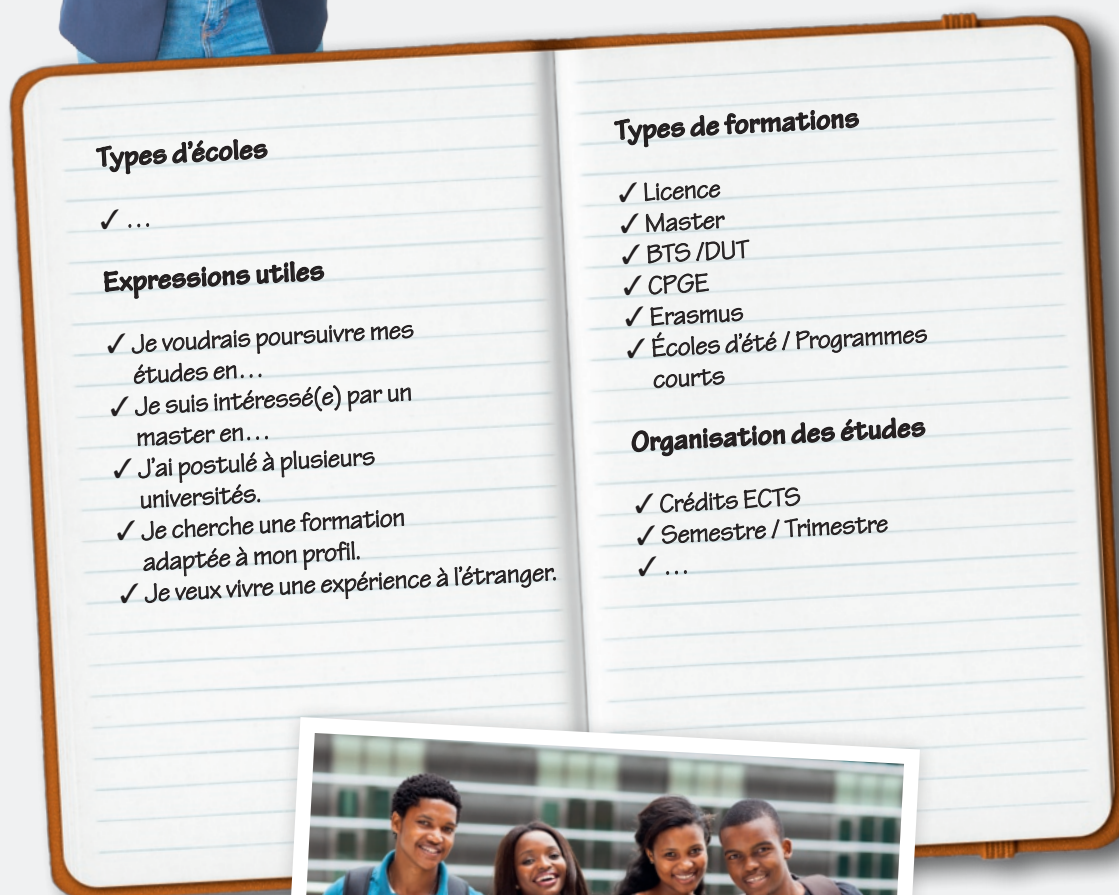 Types d'écoles
✓ ...
Expressions utiles
✓ Je voudrais poursuivre mes
études en...
✓ Je suis intéressé(e) par un
master en...
✓ J'ai postulé à plusieurs
universités.
✓ Je cherche une formation
adaptée à mon profil.
✓ Je veux vivre une expérience à l'étranger.
Types de formations
✓ Licence
✓ Master
✓ BTS /DUT
✓ CPGE
✓ Erasmus
✓ Écoles d'été / Programmes
courts
Organisation des études
✓ Crédits ECTS
✓ Semestre / Trimestre
✓ ...